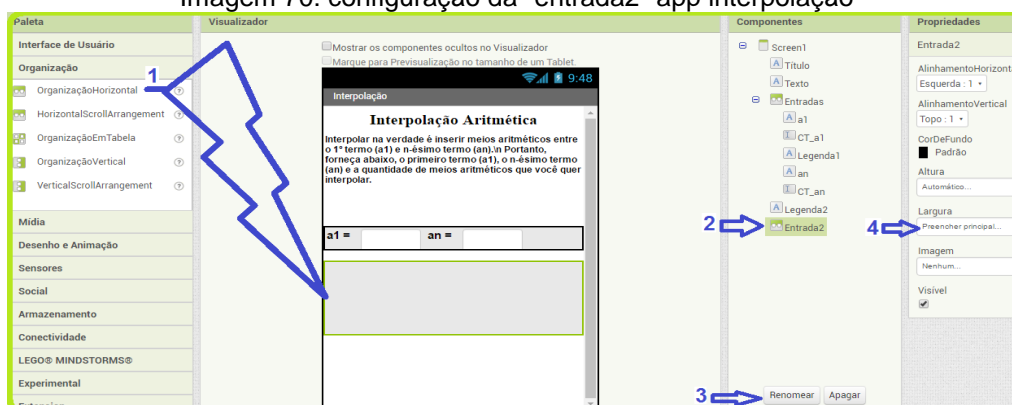 Imagem 70: configuração da "entrada2" app interpolação
Paleta
Interface de Usuário
Organização
1
OrganizaçãoHorizontal
HorizontalScrollArrangement
OrganizaçãoEmTabela
OrganizaçãoVertical
VerticalScrollArrangement
Mídia
Desenho e Animação
Sensores
Social
Armazenamento
Conectividade
LEGO® MINDSTORMS®
Experimental
Visualizador
Mostrar os componentes ocultos no Visualizador
Marque para Previsualização no tamanho de um Tablet.
9:48
Interpolação
Interpolação Aritmética
Interpolar na verdade é inserir meios aritméticos entre
o 1° termo (a1) e n-ésimo termo (an).\n Portanto,
forneça abaixo, o primeiro termo (a1), o n-ésimo termo
(an) e a quantidade de meios aritméticos que você quer
interpolar.
a1 = an =
Componentes
Screen1
Título
Texto
Entradas
a1
CT_a1
Legenda1
an
CT_an
Legenda2
2
Entrada2
3
Renomear Apagar
Propriedades
Entrada2
AlinhamentoHorizont
Esquerda : 1
AlinhamentoVertical
Topo : 1
CorDeFundo
Padrão
Altura
Automático...
Largura
4
Preencher principal...
Imagem
Nenhum...
Visível